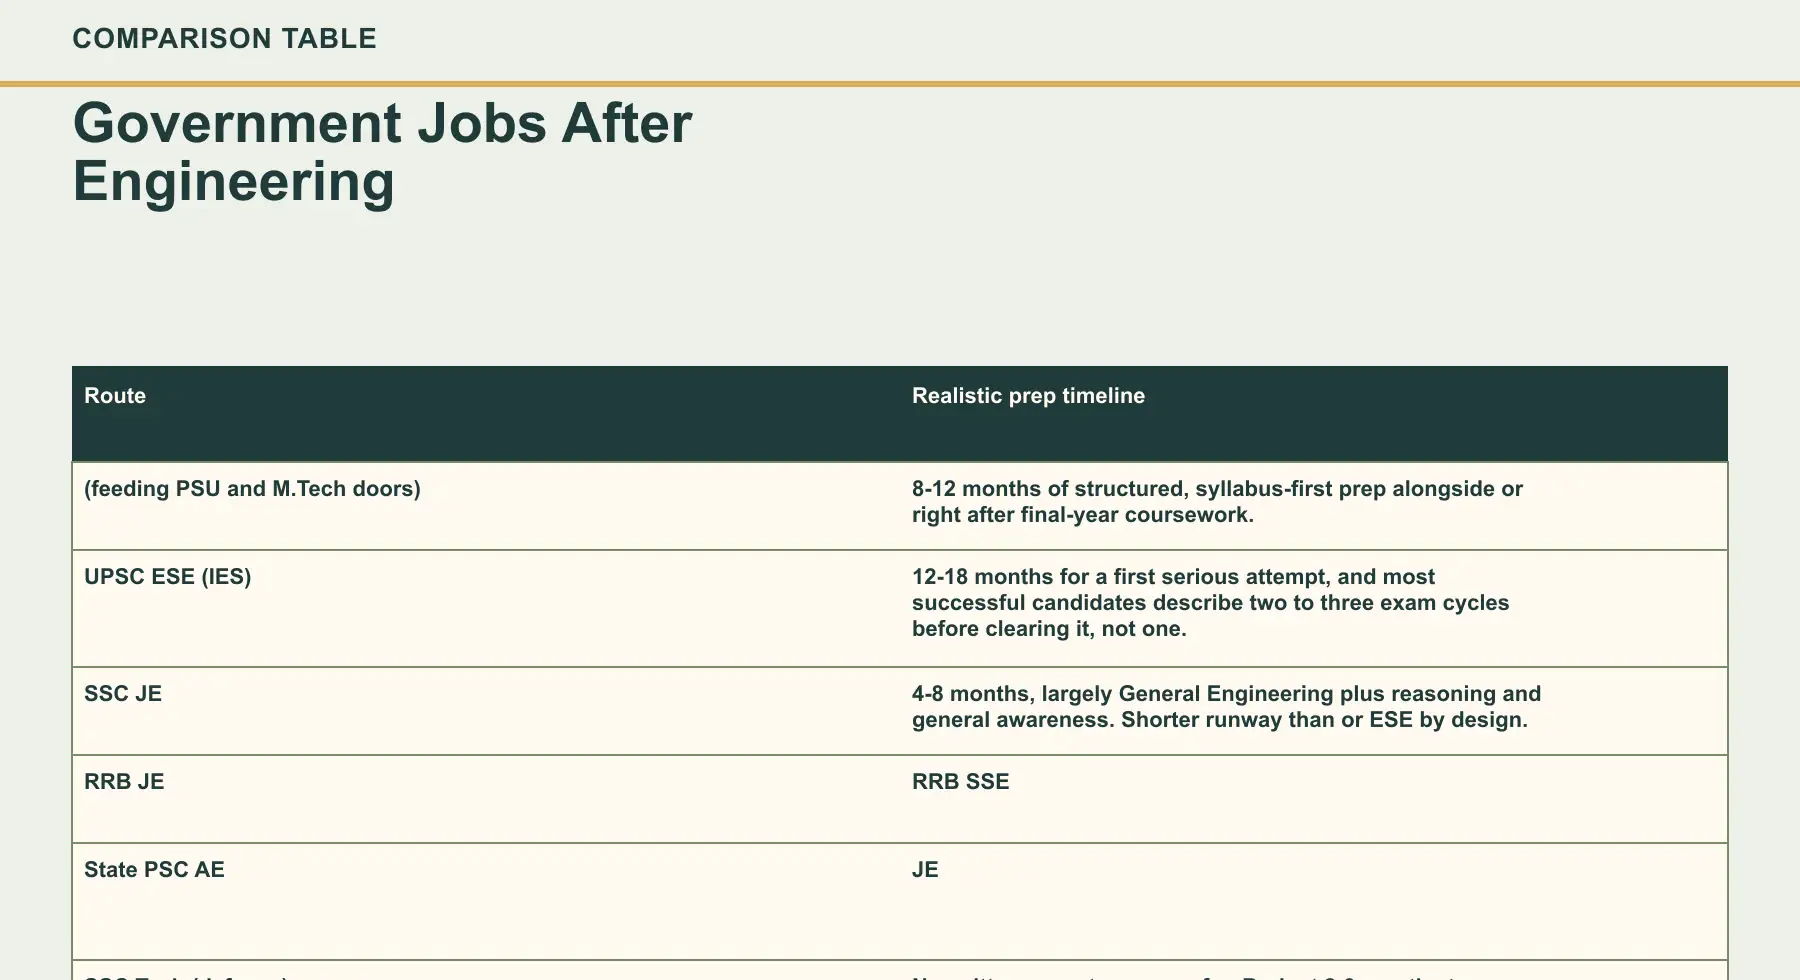 COMPARISON TABLE
Government Jobs After
Engineering
Route
Realistic prep timeline
(feeding PSU and M.Tech doors)
8-12 months of structured, syllabus-first prep alongside or
right after final-year coursework.
UPSC ESE (IES)
12-18 months for a first serious attempt, and most
successful candidates describe two to three exam cycles
before clearing it, not one.
SSC JE
4-8 months, largely General Engineering plus reasoning and
general awareness. Shorter runway than or ESE by design.
RRB JE
RRB SSE
State PSC AE
JE